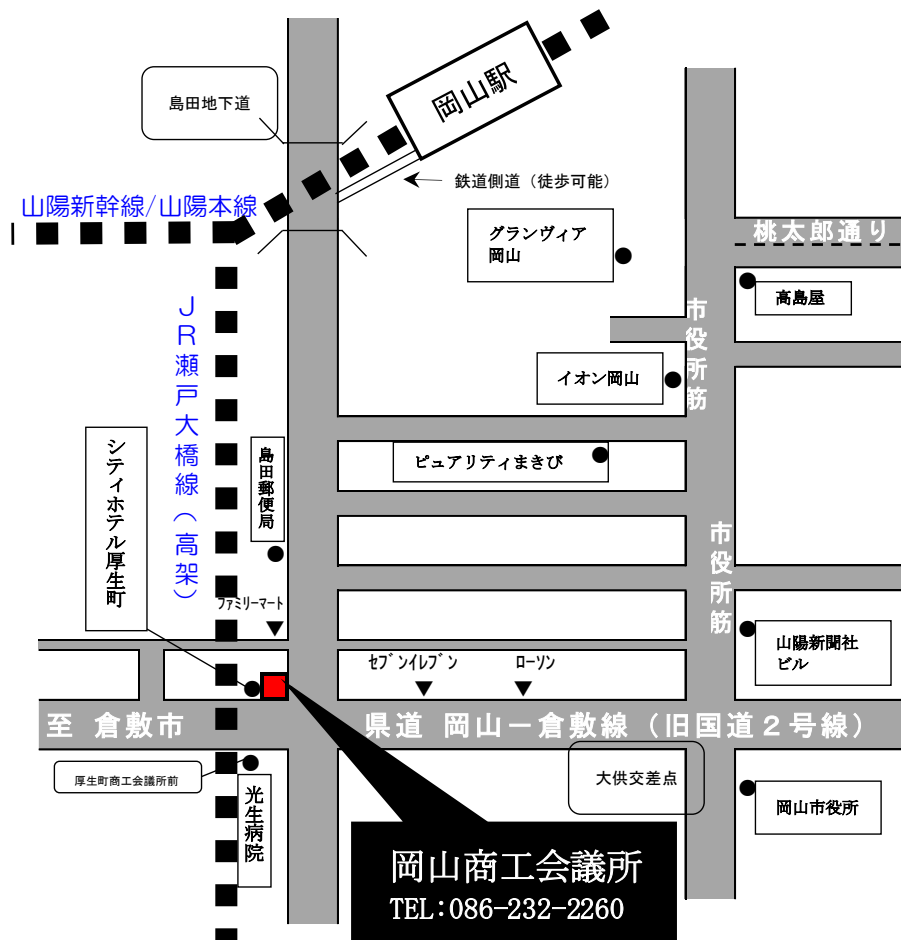 岡山駅
島田地下道
鉄道側道（徒歩可能）
山陽新幹線/山陽本線
グランヴィア
岡山
桃太郎通り
高島屋
ＪＲ瀬戸大橋線（高架）
市役所筋
イオン岡山
シティホテル厚生町
島田郵便局
ピュアリティまきび
市役所筋
ファミリーマート
山陽新聞社
ビル
セブンイレブン
ローソン
至 倉敷市
県道 岡山－倉敷線（旧国道２号線）
厚生町商工会議所前
光生病院
大供交差点
岡山市役所
岡山商工会議所
TEL:086-232-2260